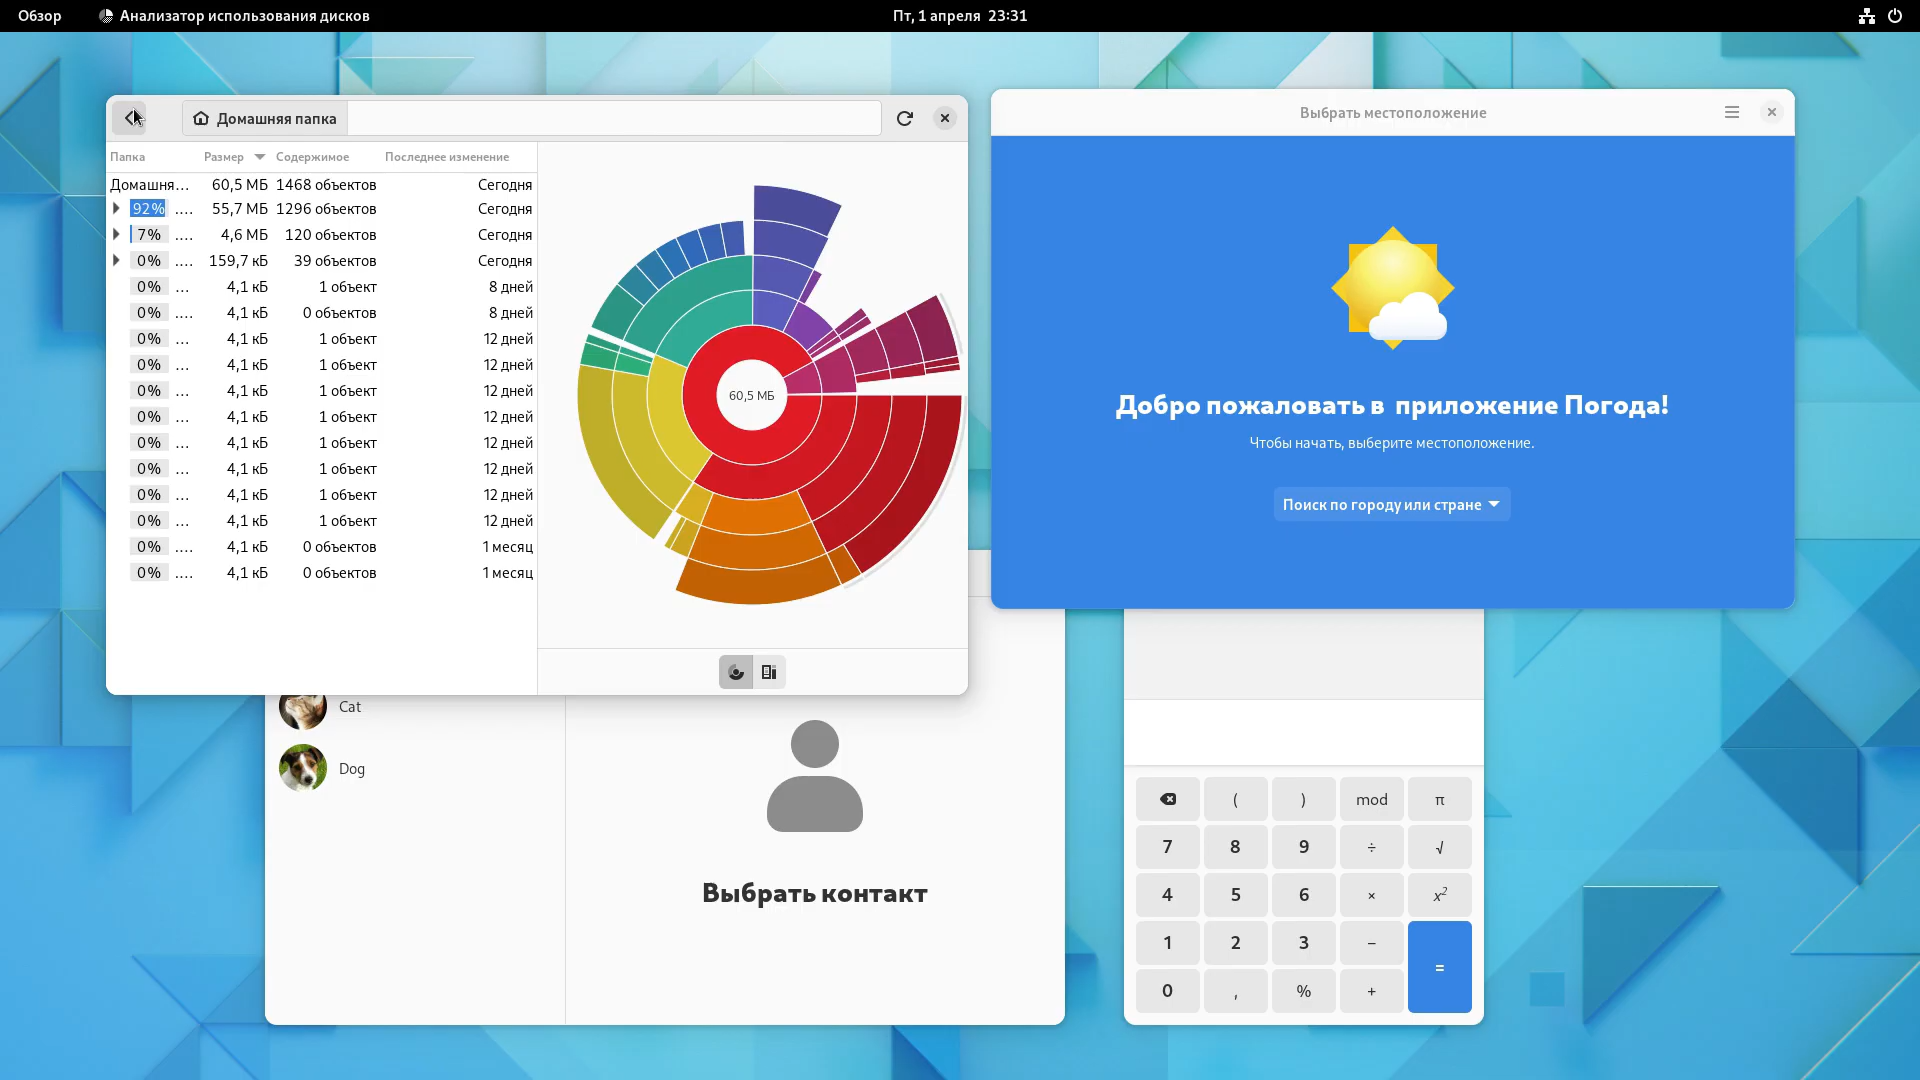 Обзор
Анализатор использования дисков
Пт, 1 апреля 23:31
Домашняя папка
Папка Размер Содержимое Последнее изменение
Домашня... 60,5 МБ 1468 объектов Сегодня
92% .... 55,7 МБ 1296 объектов Сегодня
7% .... 4,6 МБ 120 объектов Сегодня
0% .... 159,7 кБ 39 объектов Сегодня
0% ... 4,1 кБ 1 объект 8 дней
0% ... 4,1 кБ 0 объектов 8 дней
0% ... 4,1 кБ 1 объект 12 дней
0% ... 4,1 кБ 1 объект 12 дней
0% ... 4,1 кБ 1 объект 12 дней
0% ... 4,1 кБ 1 объект 12 дней
0% ... 4,1 кБ 1 объект 12 дней
0% ... 4,1 кБ 1 объект 12 дней
0% ... 4,1 кБ 1 объект 12 дней
0% ... 4,1 кБ 1 объект 12 дней
0% .... 4,1 кБ 0 объектов 1 месяц
0% .... 4,1 кБ 0 объектов 1 месяц
60,5 МБ
Выбрать местоположение
Добро пожаловать в приложение Погода!
Чтобы начать, выберите местоположение.
Поиск по городу или стране
Cat
Dog
Выбрать контакт
( ) mod π
7 8 9 ÷ √
4 5 6 × x²
1 2 3 −
=
0 , % +